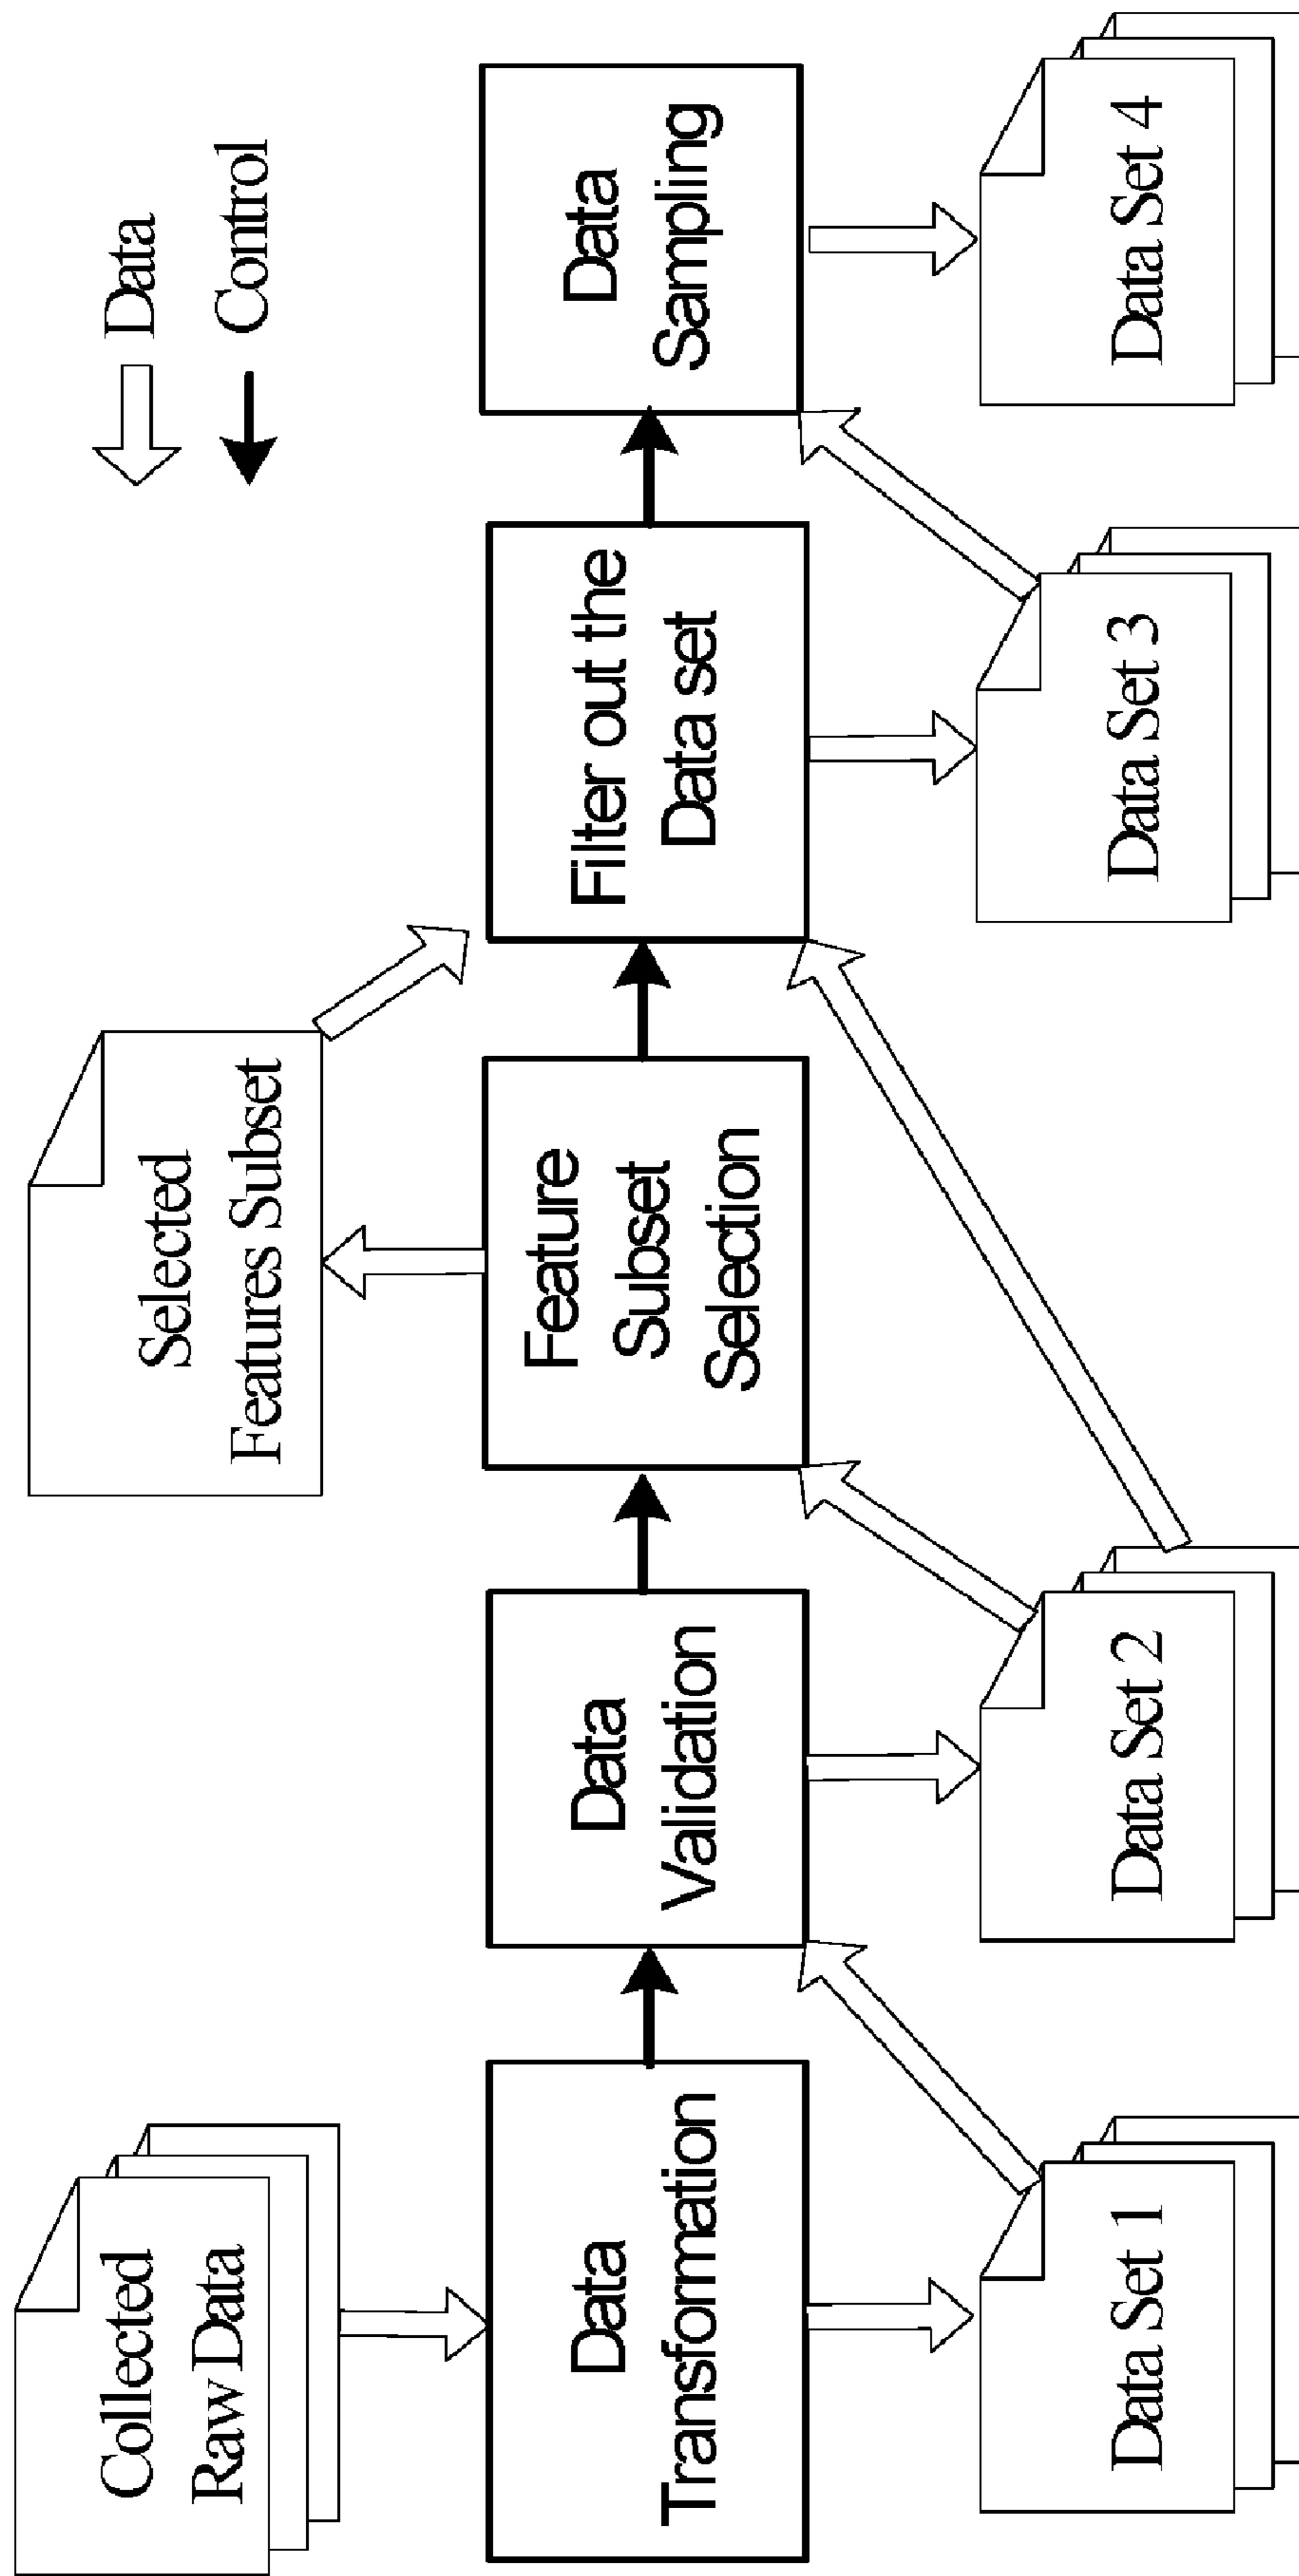 Collected
Raw Data
Selected
Features Subset
Data
Control
Data
Transformation
Data
Validation
Feature
Subset
Selection
Filter out the
Data set
Data
Sampling
Data Set 1
Data Set 2
Data Set 3
Data Set 4